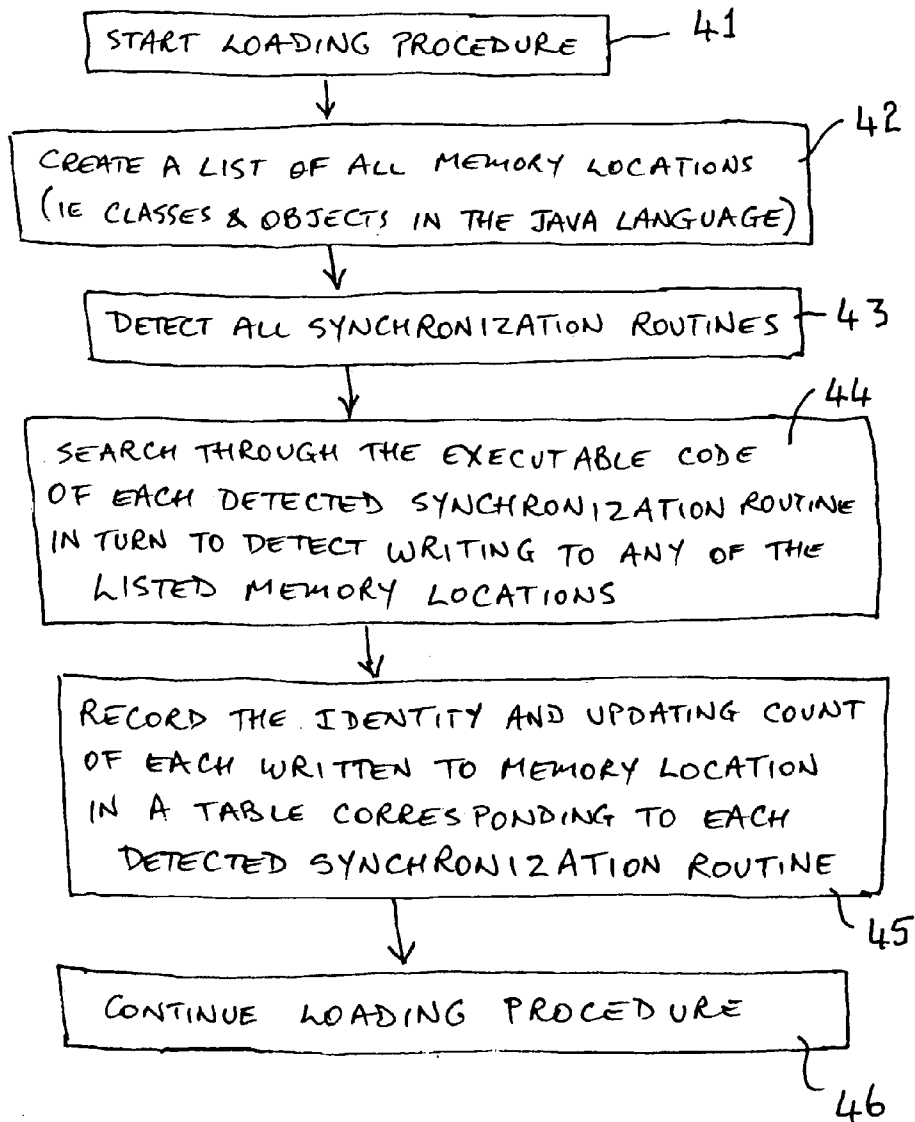 START LOADING PROCEDURE
41
42
CREATE A LIST OF ALL MEMORY LOCATIONS
(IE CLASSES & OBJECTS IN THE JAVA LANGUAGE)
DETECT ALL SYNCHRONIZATION ROUTINES
43
44
SEARCH THROUGH THE EXECUTABLE CODE
OF EACH DETECTED SYNCHRONIZATION ROUTINE
IN TURN TO DETECT WRITING TO ANY OF THE
LISTED MEMORY LOCATIONS
RECORD THE IDENTITY AND UPDATING COUNT
OF EACH WRITTEN TO MEMORY LOCATION
IN A TABLE CORRESPONDING TO EACH
DETECTED SYNCHRONIZATION ROUTINE
45
CONTINUE LOADING PROCEDURE
46